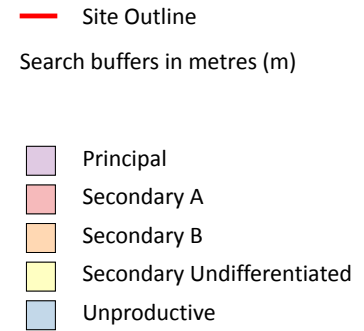 Site Outline
Search buffers in metres (m)
Principal
Secondary A
Secondary B
Secondary Undifferentiated
Unproductive